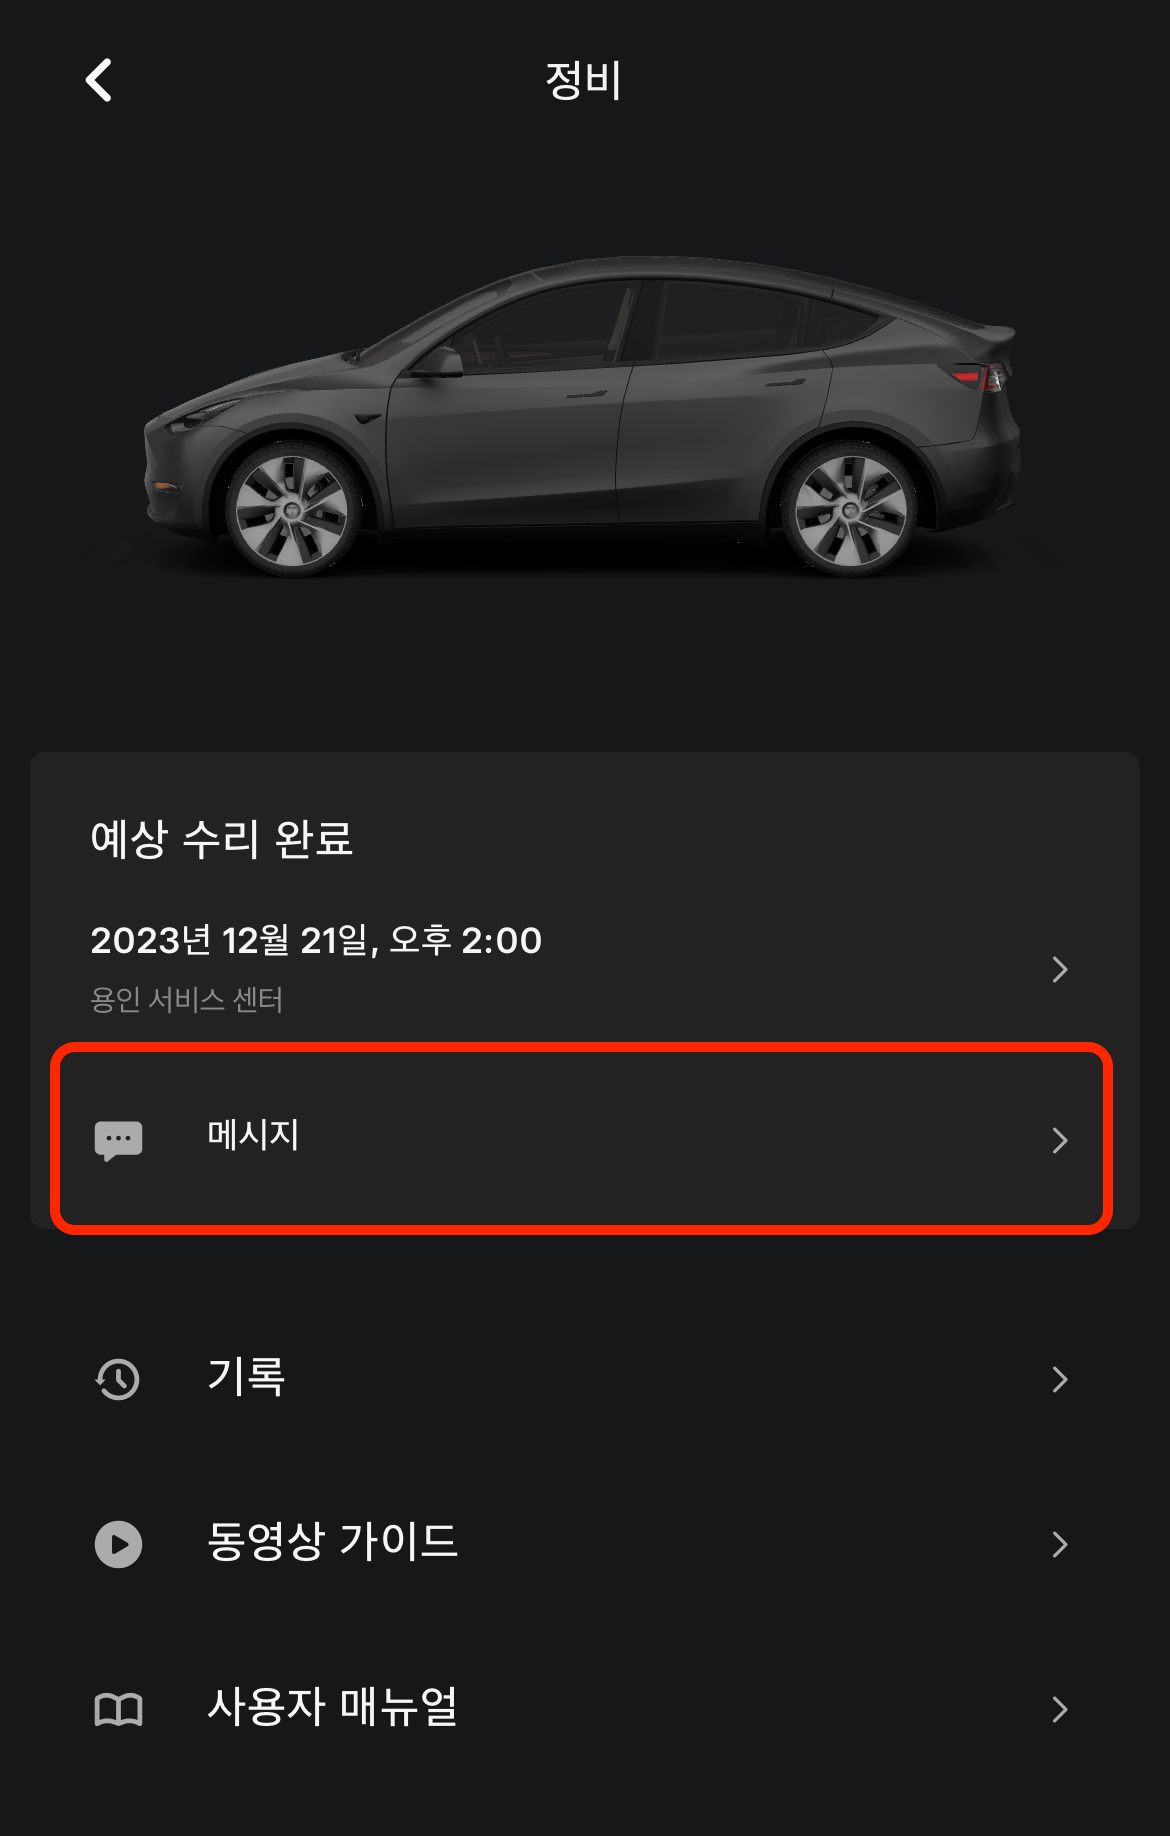 정비
예상 수리 완료
2023년 12월 21일, 오후 2:00
용인 서비스 센터
메시지
기록
동영상 가이드
사용자 매뉴얼